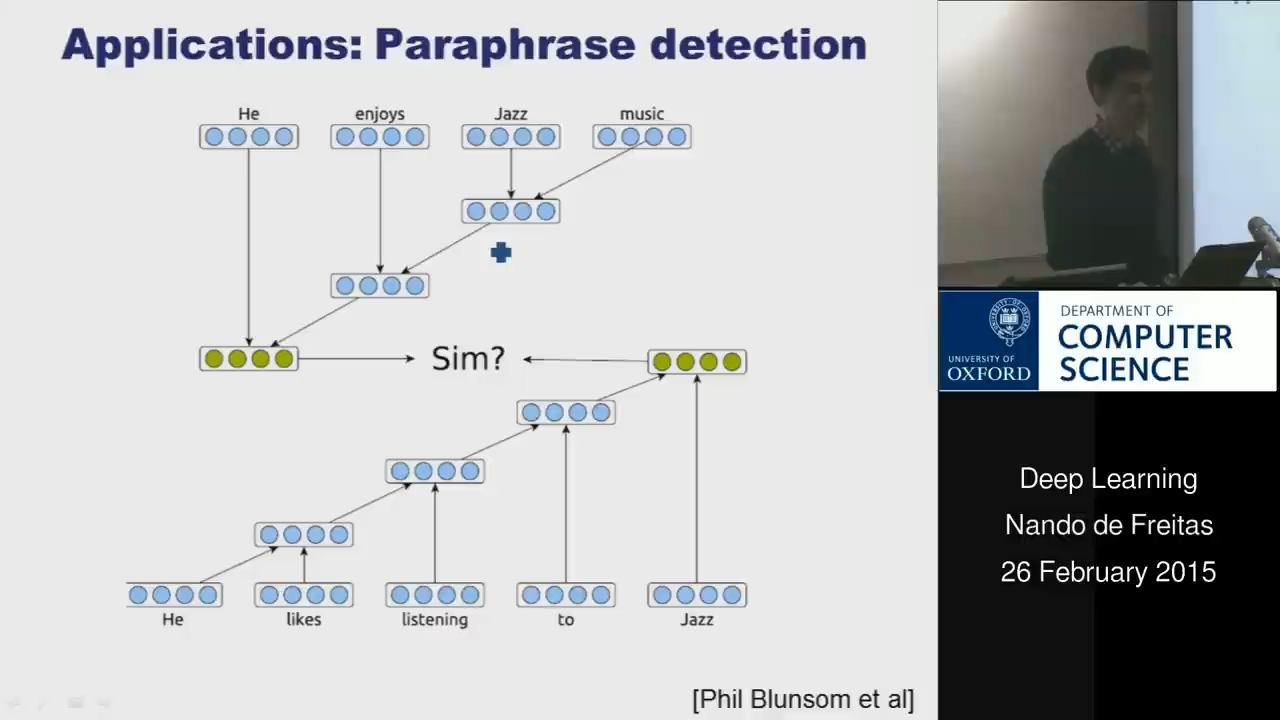 Applications: Paraphrase detection
He enjoys Jazz music
Sim?
He likes listening to Jazz
[Phil Blunsom et al]
UNIVERSITY OF
OXFORD
DEPARTMENT OF
COMPUTER
SCIENCE
Deep Learning
Nando de Freitas
26 February 2015